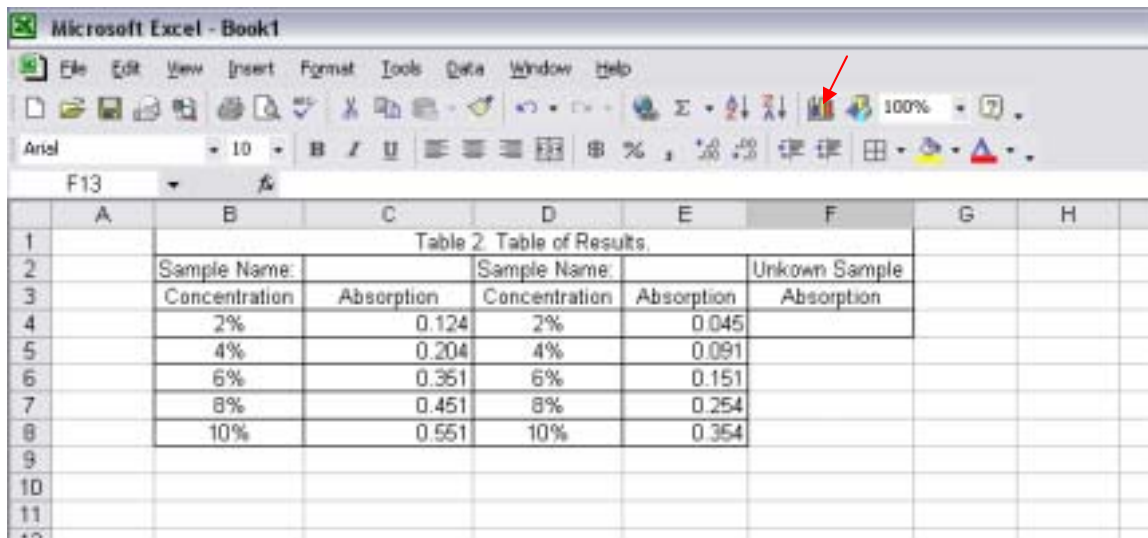 Microsoft Excel - Book1
File Edit View Insert Format Tools Data Window Help
100%
Arial 10 B I U $ % ,
F13 fx
A B C D E F G H
1 Table 2. Table of Results.
2 Sample Name: Sample Name: Unkown Sample
3 Concentration Absorption Concentration Absorption Absorption
4 2% 0.124 2% 0.045
5 4% 0.204 4% 0.091
6 6% 0.351 6% 0.151
7 8% 0.451 8% 0.254
8 10% 0.551 10% 0.354
9
10
11